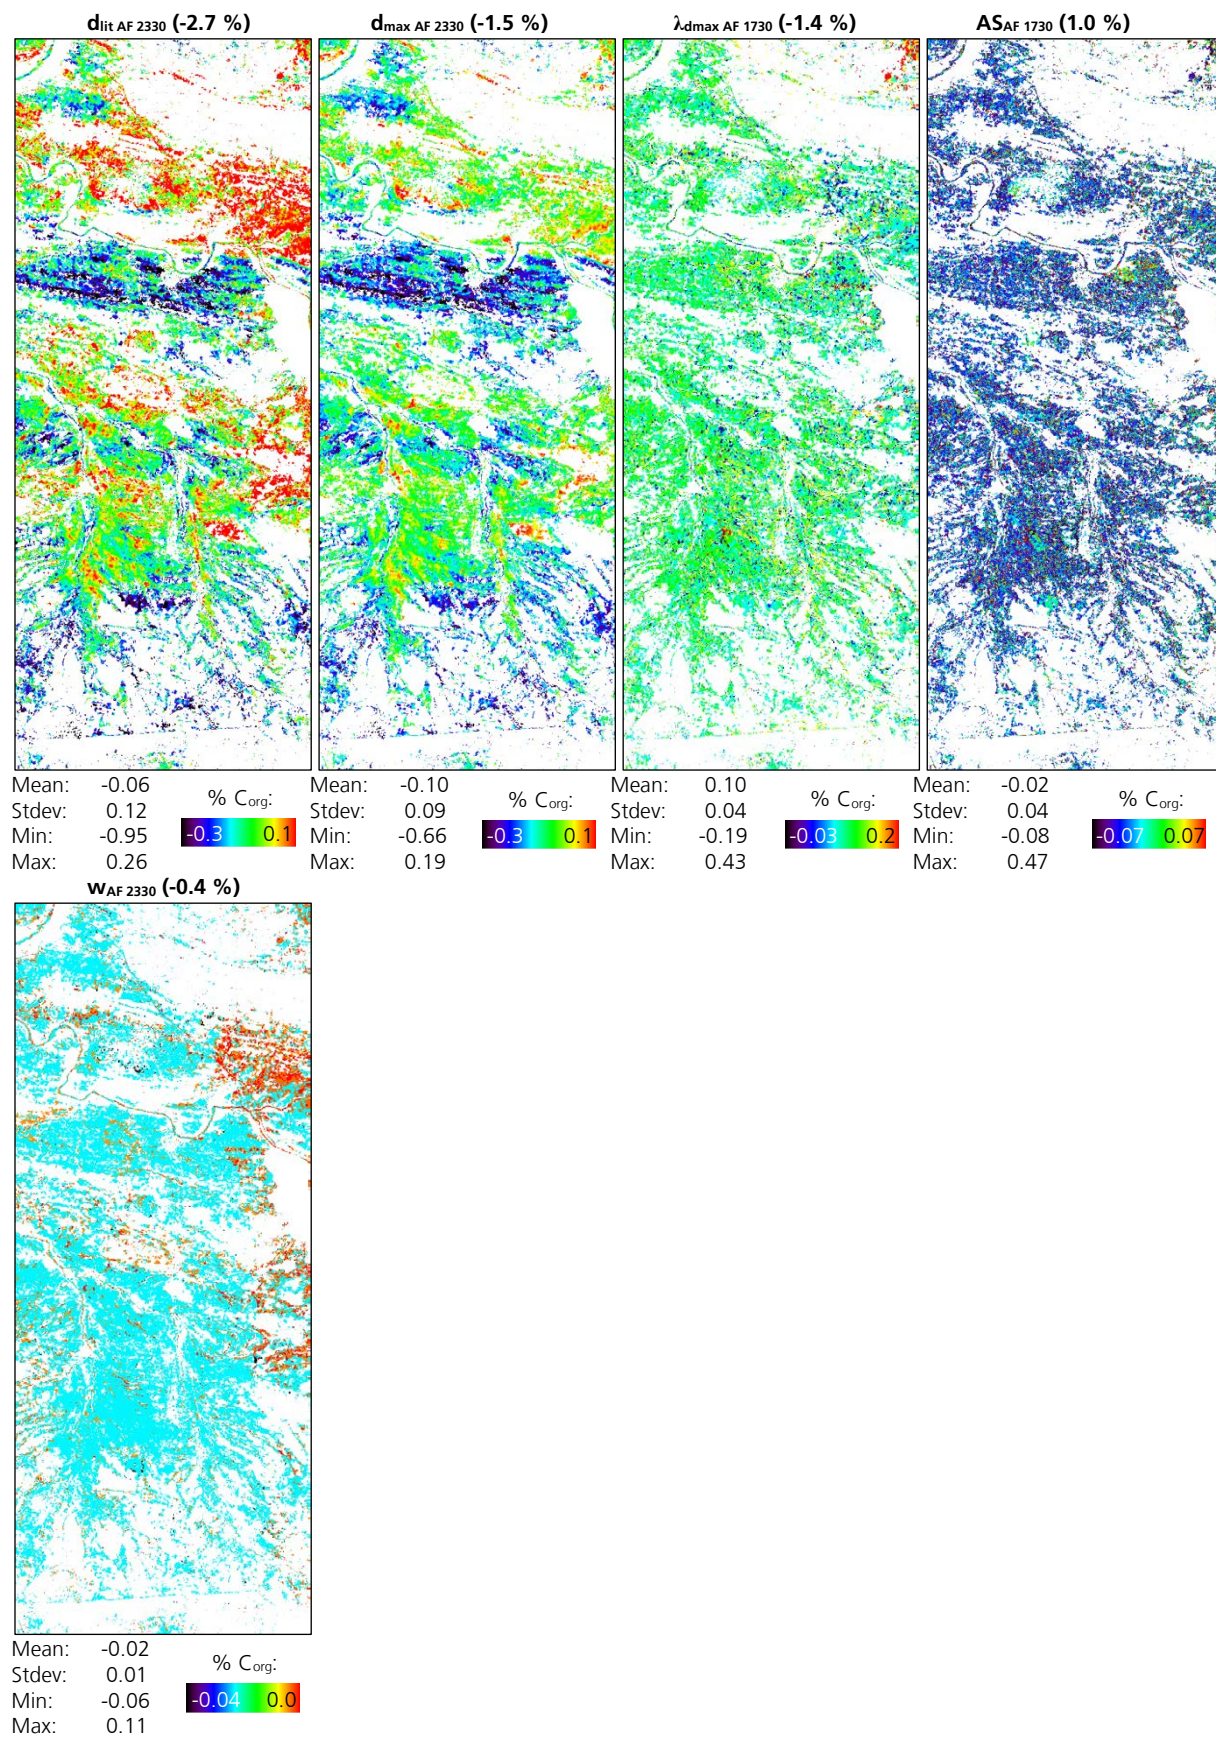 dlit AF 2330 (-2.7 %) dmax AF 2330 (-1.5 %) λdmax AF 1730 (-1.4 %) ASAF 1730 (1.0 %)
Mean: -0.06 Mean: -0.10 Mean: 0.10 Mean: -0.02
Stdev: 0.12 % Corg: Stdev: 0.09 % Corg: Stdev: 0.04 % Corg: Stdev: 0.04 % Corg:
Min: -0.95 -0.3 0.1 Min: -0.66 -0.3 0.1 Min: -0.19 -0.03 0.2 Min: -0.08 -0.07 0.07
Max: 0.26 Max: 0.19 Max: 0.43 Max: 0.47
wAF 2330 (-0.4 %)
Mean: -0.02
Stdev: 0.01 % Corg:
Min: -0.06 -0.04 0.0
Max: 0.11